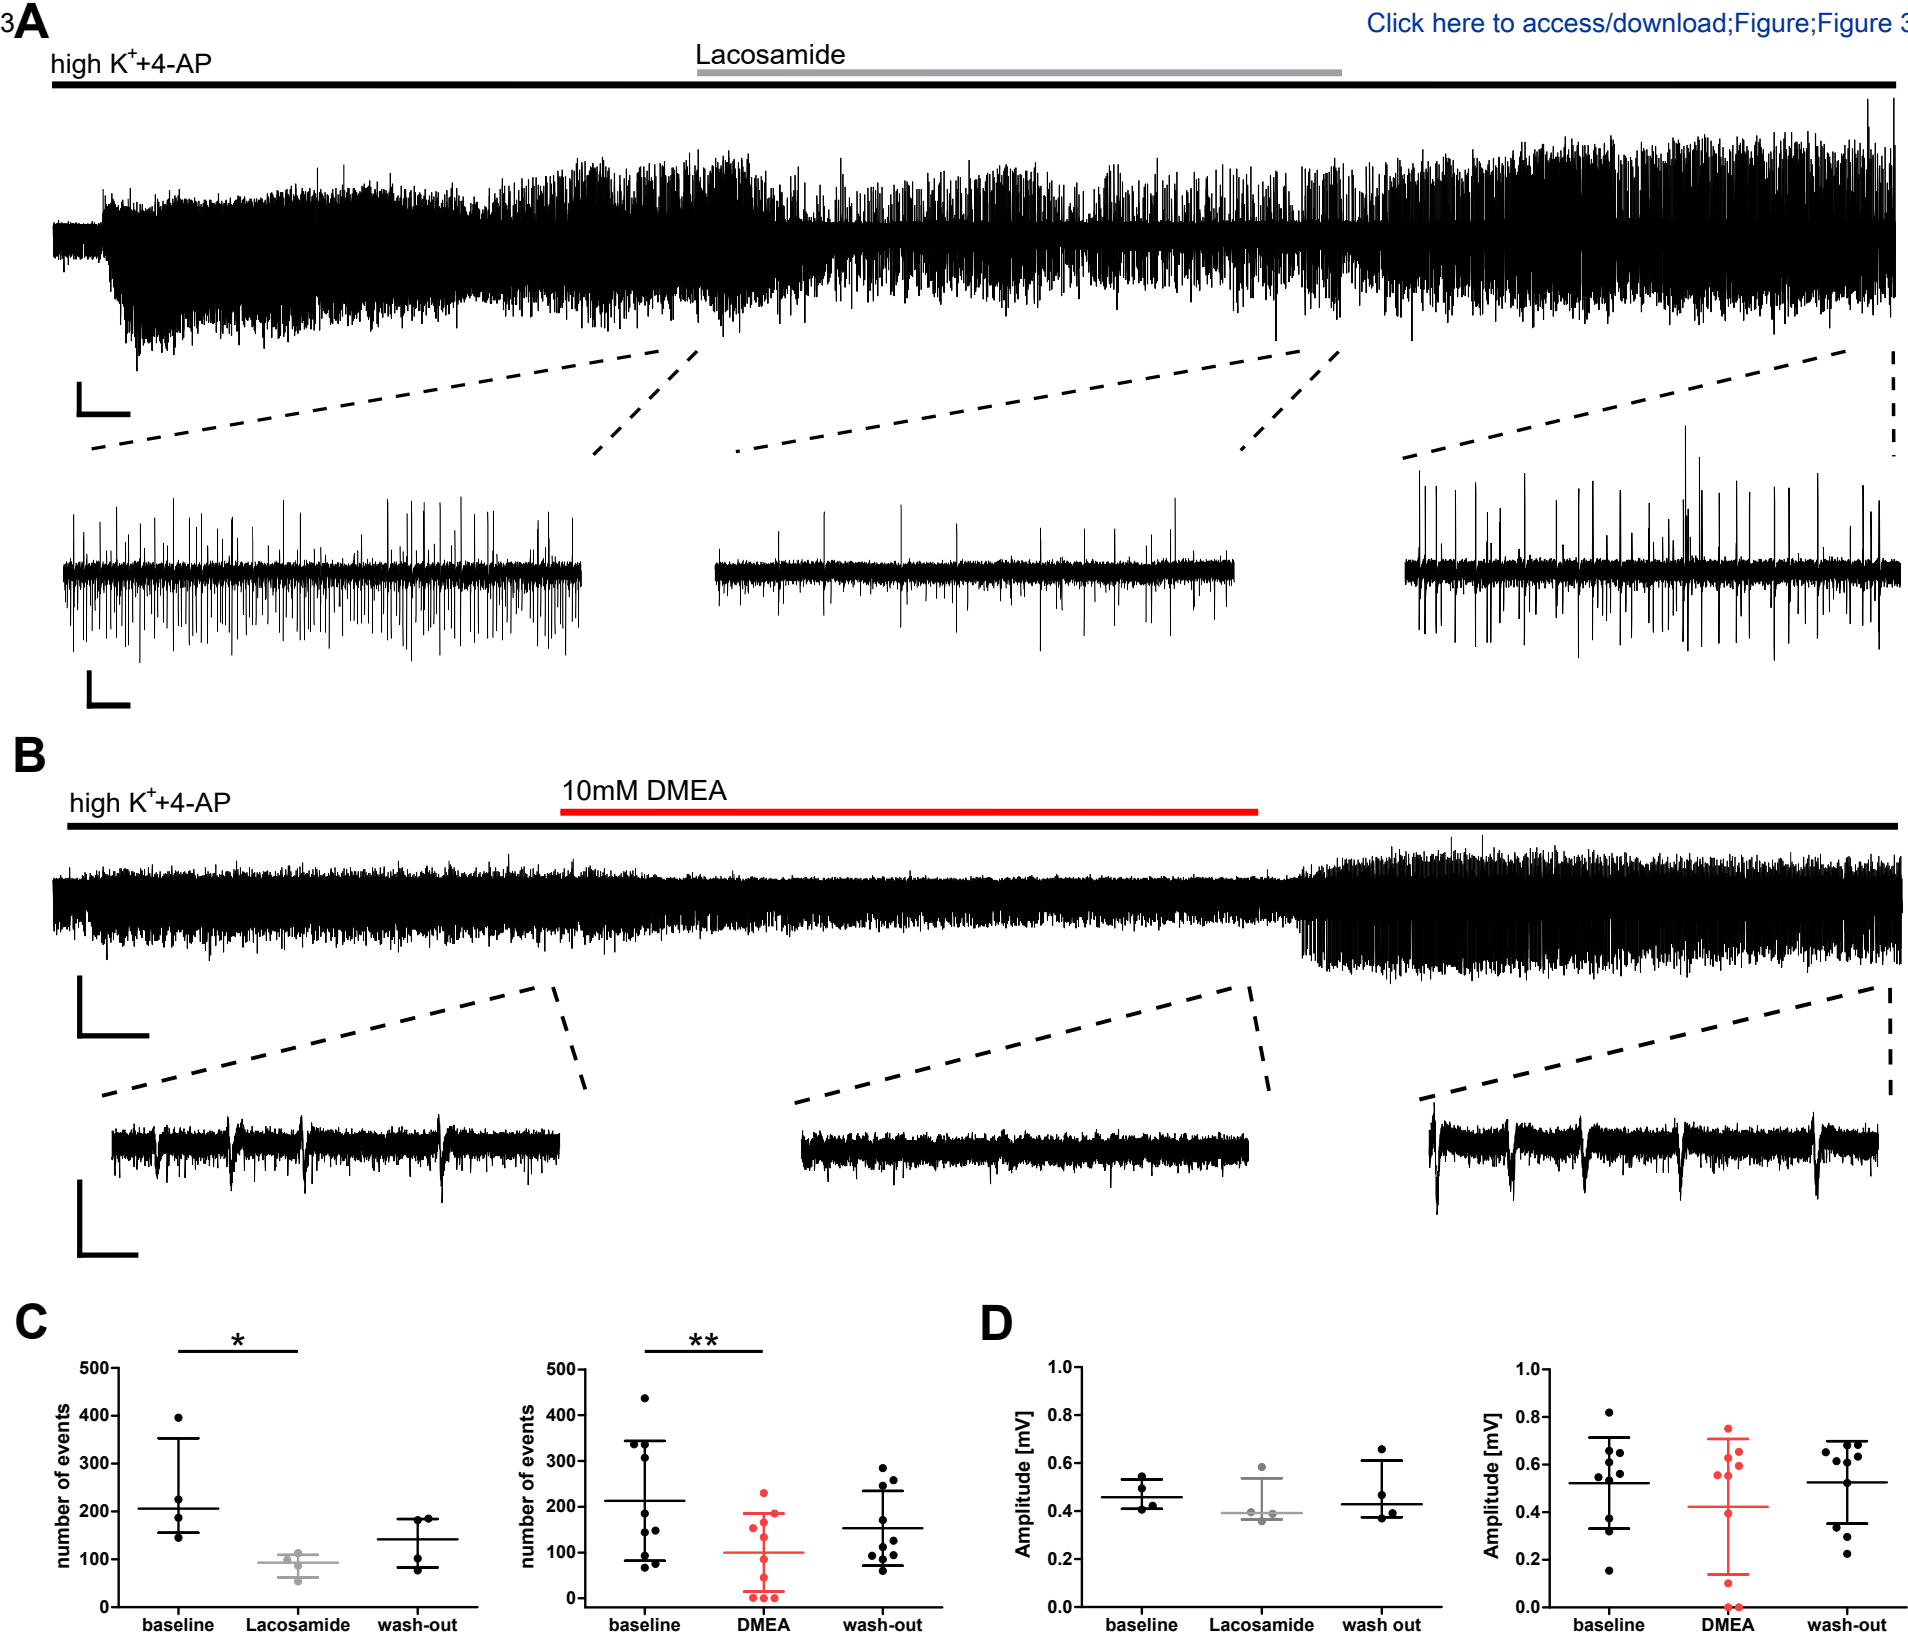 3A
Click here to access/download;Figure;Figure 3
Lacosamide
high K⁺+4-AP
B
10mM DMEA
high K⁺+4-AP
C
D
*
**
number of events
500
400
300
200
100
0
baseline
Lacosamide
wash-out
number of events
500
400
300
200
100
0
baseline
DMEA
wash-out
Amplitude [mV]
1.0
0.8
0.6
0.4
0.2
0.0
baseline
Lacosamide
wash out
Amplitude [mV]
1.0
0.8
0.6
0.4
0.2
0.0
baseline
DMEA
wash-out